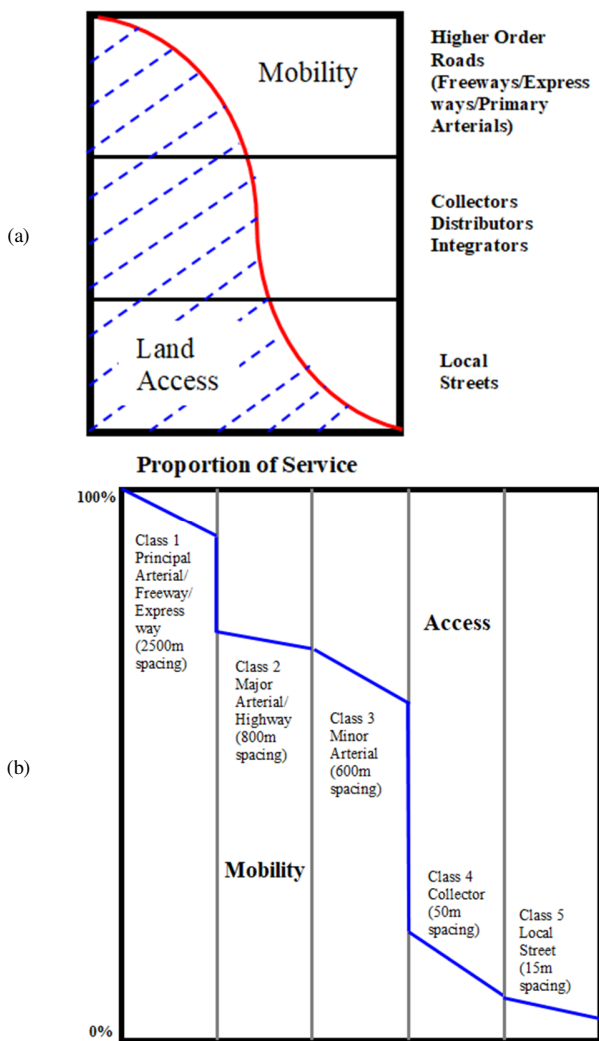 Mobility
Higher Order
Roads
(Freeways/Express
ways/Primary
Arterials)
(a)
Collectors
Distributors
Integrators
Land
Access
Local
Streets
Proportion of Service
100%
Class 1
Principal
Arterial/
Freeway/
Express
way
(2500m
spacing)
Access
Class 2
Major
Arterial/
Highway
(800m
spacing)
Class 3
Minor
Arterial
(600m
spacing)
(b)
Mobility
Class 4
Collector
(50m
spacing)
Class 5
Local
Street
(15m
spacing)
0%